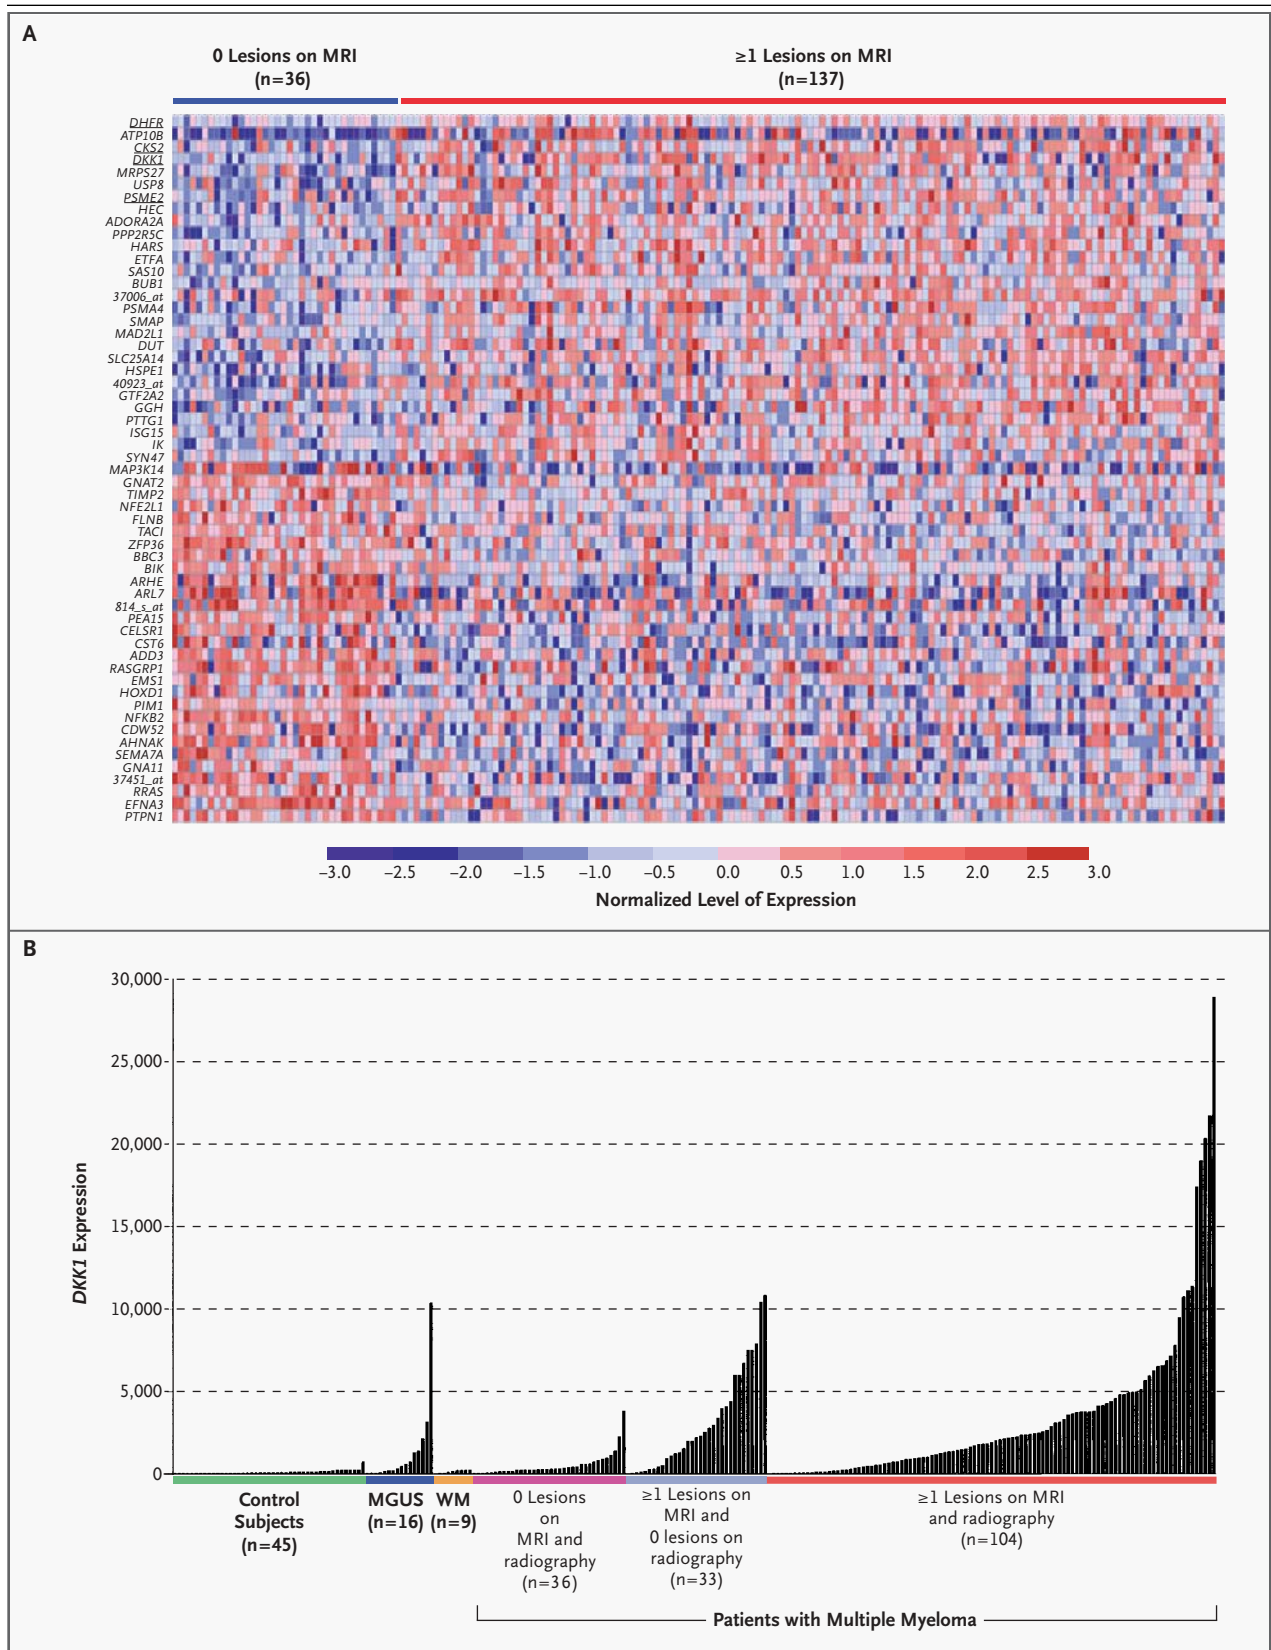 A
0 Lesions on MRI
(n=36)
≥1 Lesions on MRI
(n=137)
DHFR
ATP10B
CKS2
DKK1
MRPS27
USP8
PSME2
HEC
ADORA2A
PPP2R5C
HARS
ETFA
SAS10
BUB1
37006_at
PSMA4
SMAP
MAD2L1
DUT
SLC25A14
HSPE1
40923_at
GTF2A2
GGH
PTTG1
ISG15
IK
SYN47
MAP3K14
GNAT2
TIMP2
NFE2L1
FLNB
TACI
ZFP36
BBC3
BIK
ARHE
ARL7
814_s_at
PEA15
CELSR1
CST6
ADD3
RASGRP1
EMS1
HOXD1
PIM1
NFKB2
CDW52
AHNAK
SEMA7A
GNA11
37451_at
RRAS
EFNA3
PTPN1
–3.0 –2.5 –2.0 –1.5 –1.0 –0.5 0.0 0.5 1.0 1.5 2.0 2.5 3.0
Normalized Level of Expression
B
30,000
25,000
20,000
15,000
10,000
5,000
0
DKK1 Expression
Control
Subjects
(n=45)
MGUS
(n=16)
WM
(n=9)
0 Lesions
on
MRI and
radiography
(n=36)
≥1 Lesions on
MRI and
0 lesions on
radiography
(n=33)
≥1 Lesions on MRI
and radiography
(n=104)
Patients with Multiple Myeloma